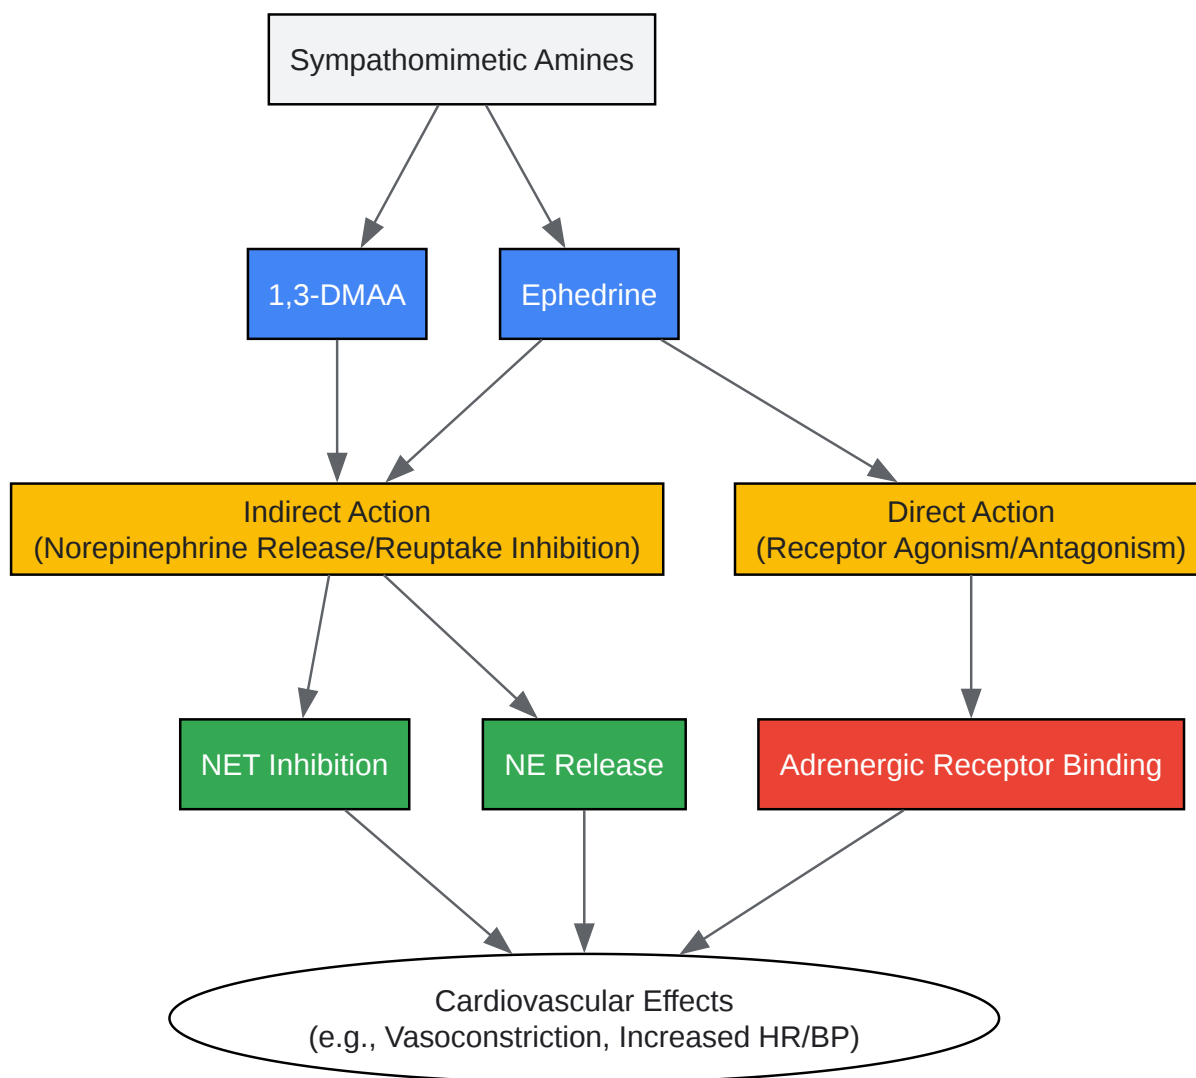 Sympathomimetic Amines
1,3-DMAA
Ephedrine
Indirect Action
(Norepinephrine Release/Reuptake Inhibition)
Direct Action
(Receptor Agonism/Antagonism)
NET Inhibition
NE Release
Adrenergic Receptor Binding
Cardiovascular Effects
(e.g., Vasoconstriction, Increased HR/BP)